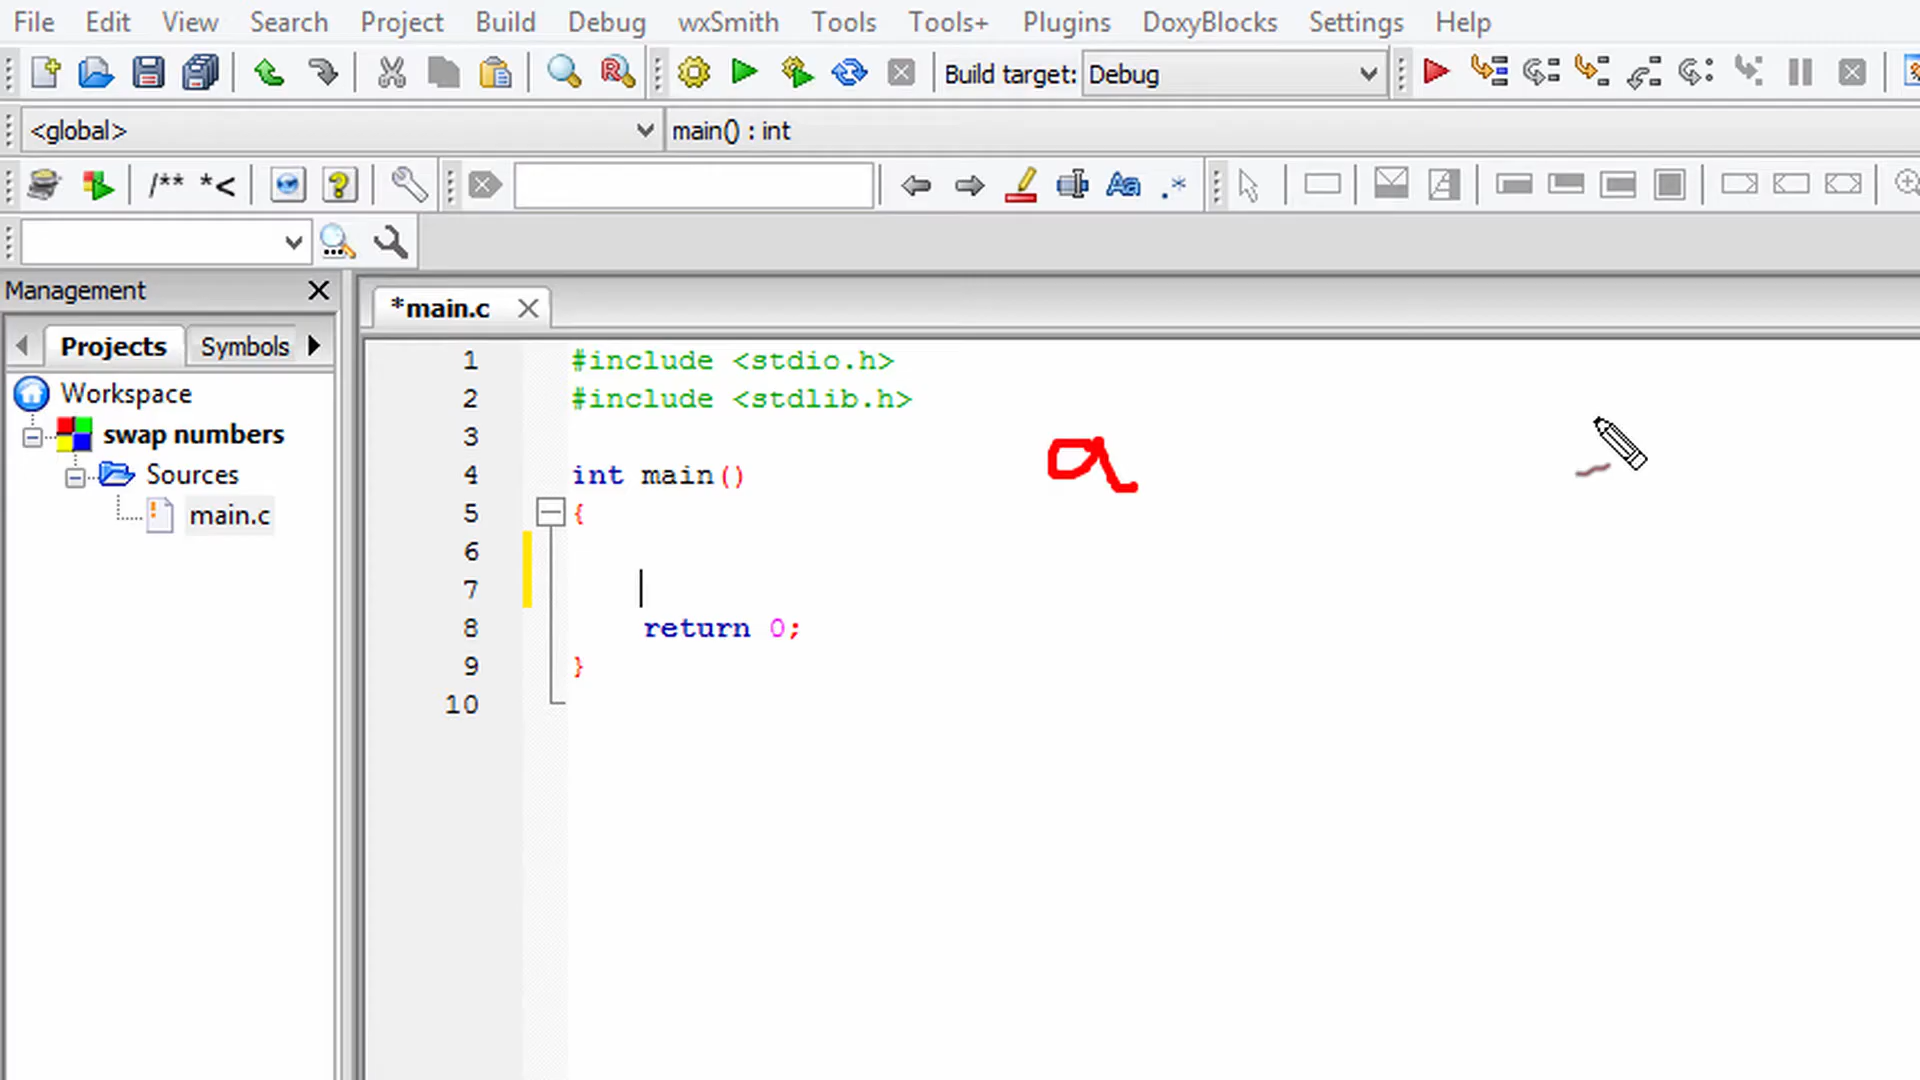 File Edit View Search Project Build Debug wxSmith Tools Tools+ Plugins DoxyBlocks Settings Help
Build target: Debug
<global> main() : int
/** *<
Management
*main.c
Projects Symbols
Workspace
swap numbers
Sources
main.c
1 #include <stdio.h>
2 #include <stdlib.h>
3
4 int main()
5 {
6
7
8 return 0;
9 }
10
a